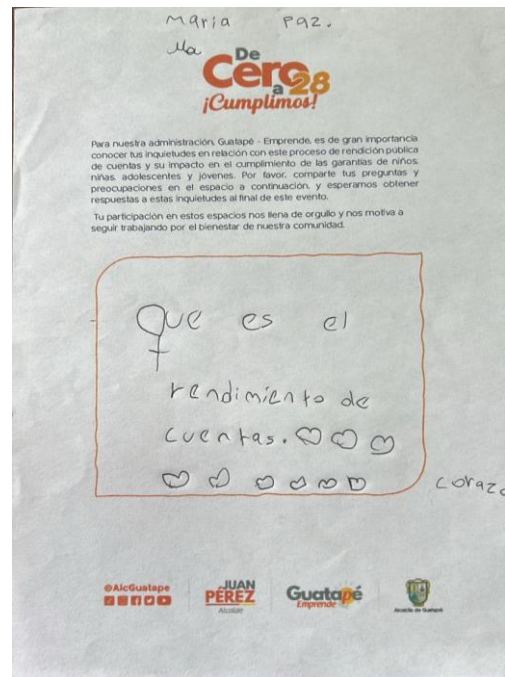 Maria Paz.
Ma
De
Cero
a 28
¡Cumplimos!
Para nuestra administración, Guatapé - Emprende, es de gran importancia
conocer tus inquietudes en relación con este proceso de rendición pública
de cuentas y su impacto en el cumplimiento de las garantías de niños,
niñas, adolescentes y jóvenes. Por favor, comparte tus preguntas y
preocupaciones en el espacio a continuación, y esperamos obtener
respuestas a estas inquietudes al final de este evento.
Tu participación en estos espacios nos llena de orgullo y nos motiva a
seguir trabajando por el bienestar de nuestra comunidad.
Que es el
rendimiento de
cuentas.
corazo
@AlcGuatape
JUAN
PÉREZ
Alcalde
Guatapé
Emprende
Alcaldía de Guatapé